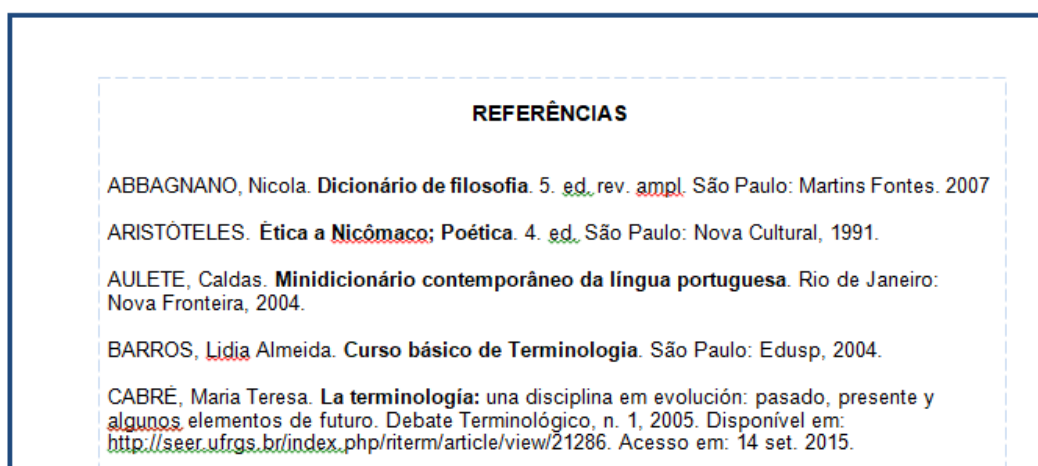 REFERÊNCIAS
ABBAGNANO, Nicola. Dicionário de filosofia. 5. ed. rev. ampl. São Paulo: Martins Fontes. 2007
ARISTÓTELES. Ética a Nicômaco; Poética. 4. ed. São Paulo: Nova Cultural, 1991.
AULETE, Caldas. Minidicionário contemporâneo da língua portuguesa. Rio de Janeiro:
Nova Fronteira, 2004.
BARROS, Lidia Almeida. Curso básico de Terminologia. São Paulo: Edusp, 2004.
CABRÉ, Maria Teresa. La terminología: una disciplina em evolución: pasado, presente y
algunos elementos de futuro. Debate Terminológico, n. 1, 2005. Disponível em:
http://seer.ufrgs.br/index.php/riterm/article/view/21286. Acesso em: 14 set. 2015.